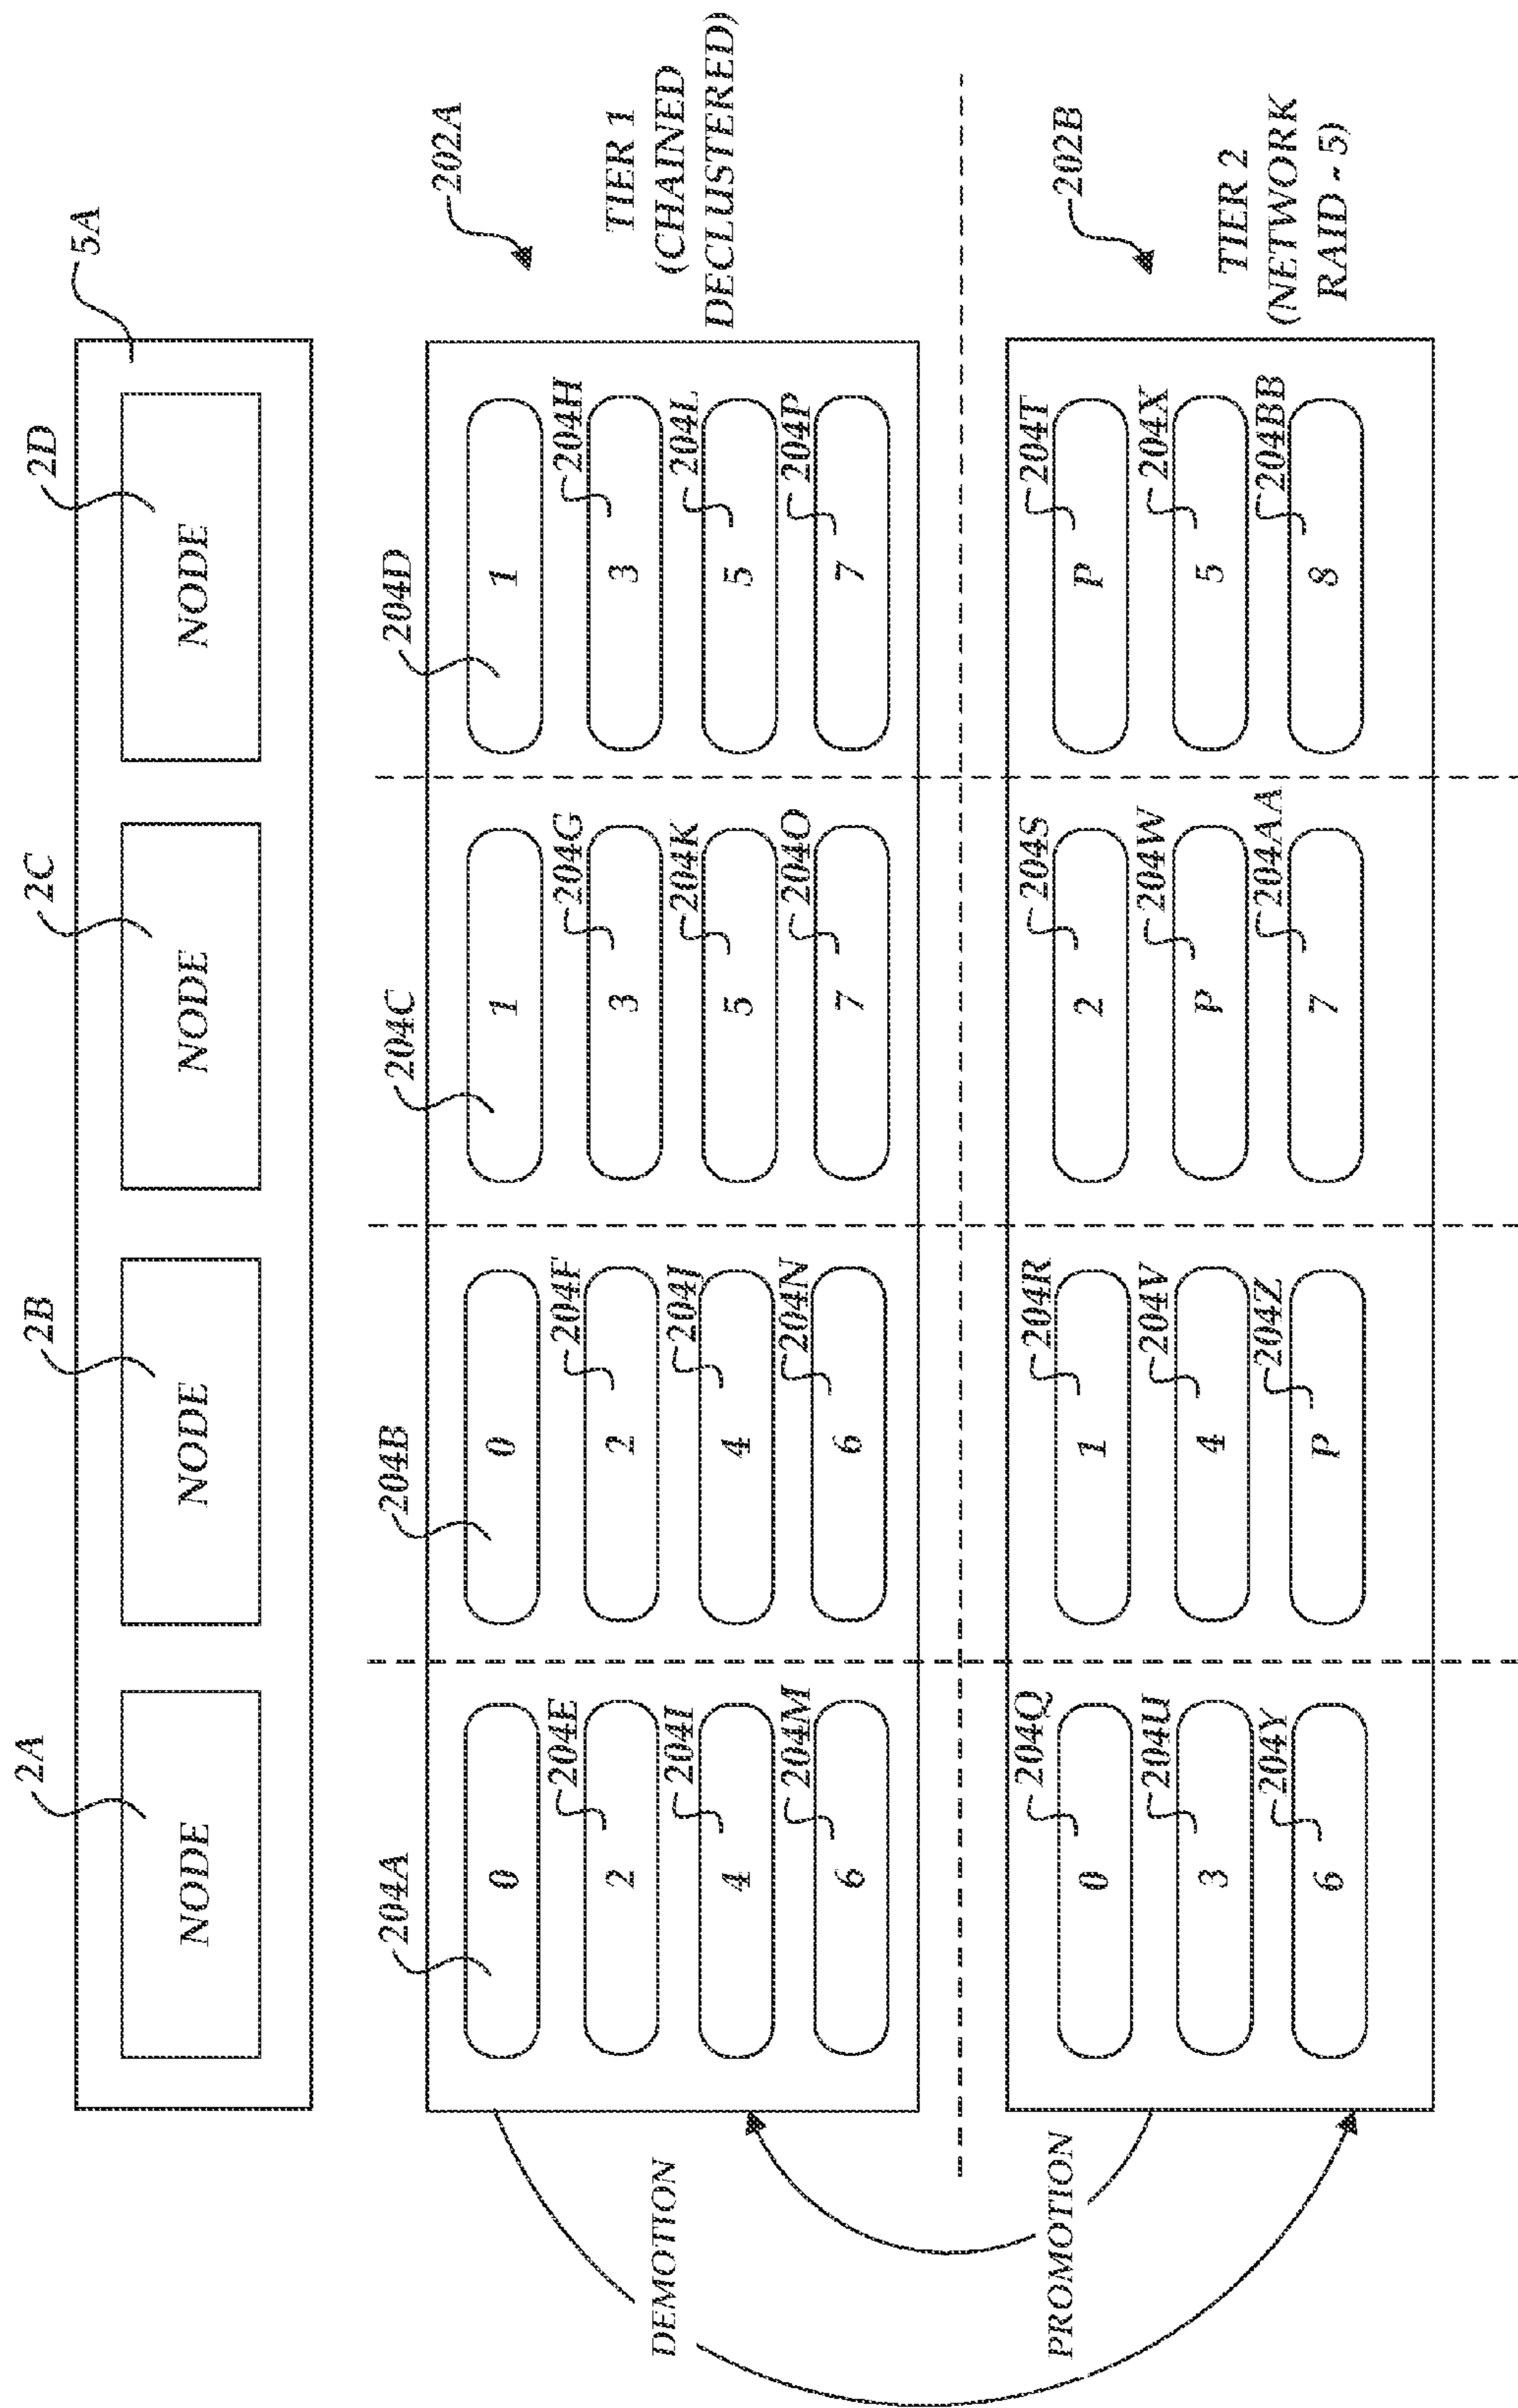 2A
2B
2C
2D
5A
NODE
NODE
NODE
NODE
204A
204B
204C
204D
202A
0
0
1
1
204E
204F
204G
204H
2
2
3
3
204I
204J
204K
204L
4
4
5
5
204M
204N
204O
204P
6
6
7
7
TIER 1
(CHAINED
DECLUSTERED)
DEMOTION
202B
204Q
204R
204S
204T
0
1
2
P
204U
204V
204W
204X
3
4
P
5
204Y
204Z
204AA
204BB
6
P
7
8
TIER 2
(NETWORK
RAID - 5)
PROMOTION